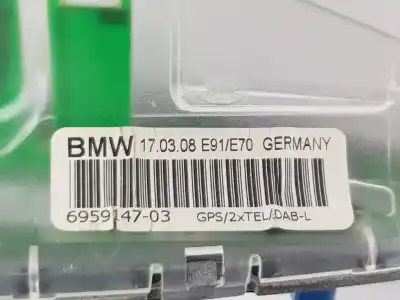 BMW 17.03.08 E91/E70 GERMANY
6959147-03 GPS/2xTEL/DAB-L